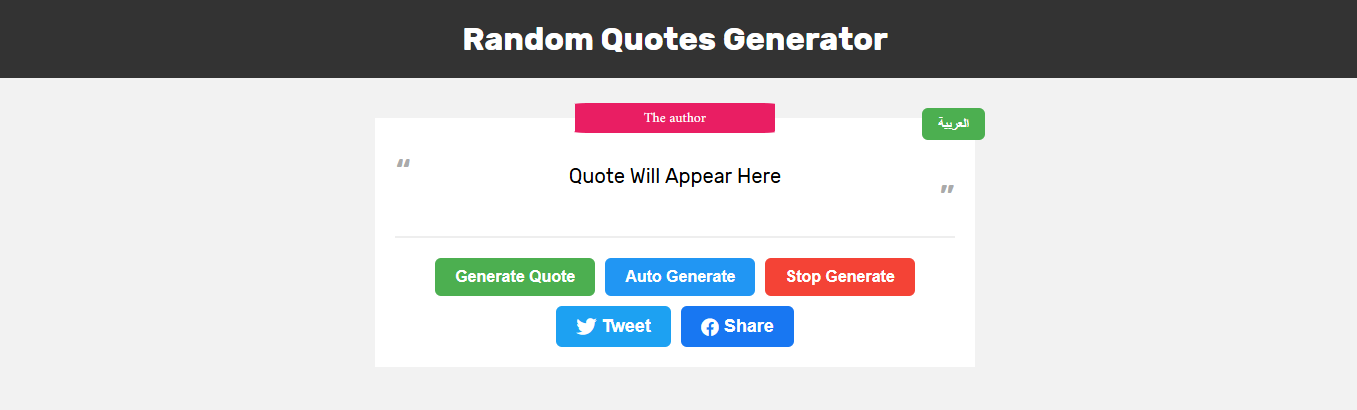 Random Quotes Generator
The author
العربية
“
Quote Will Appear Here
”
Generate Quote
Auto Generate
Stop Generate
Tweet
Share